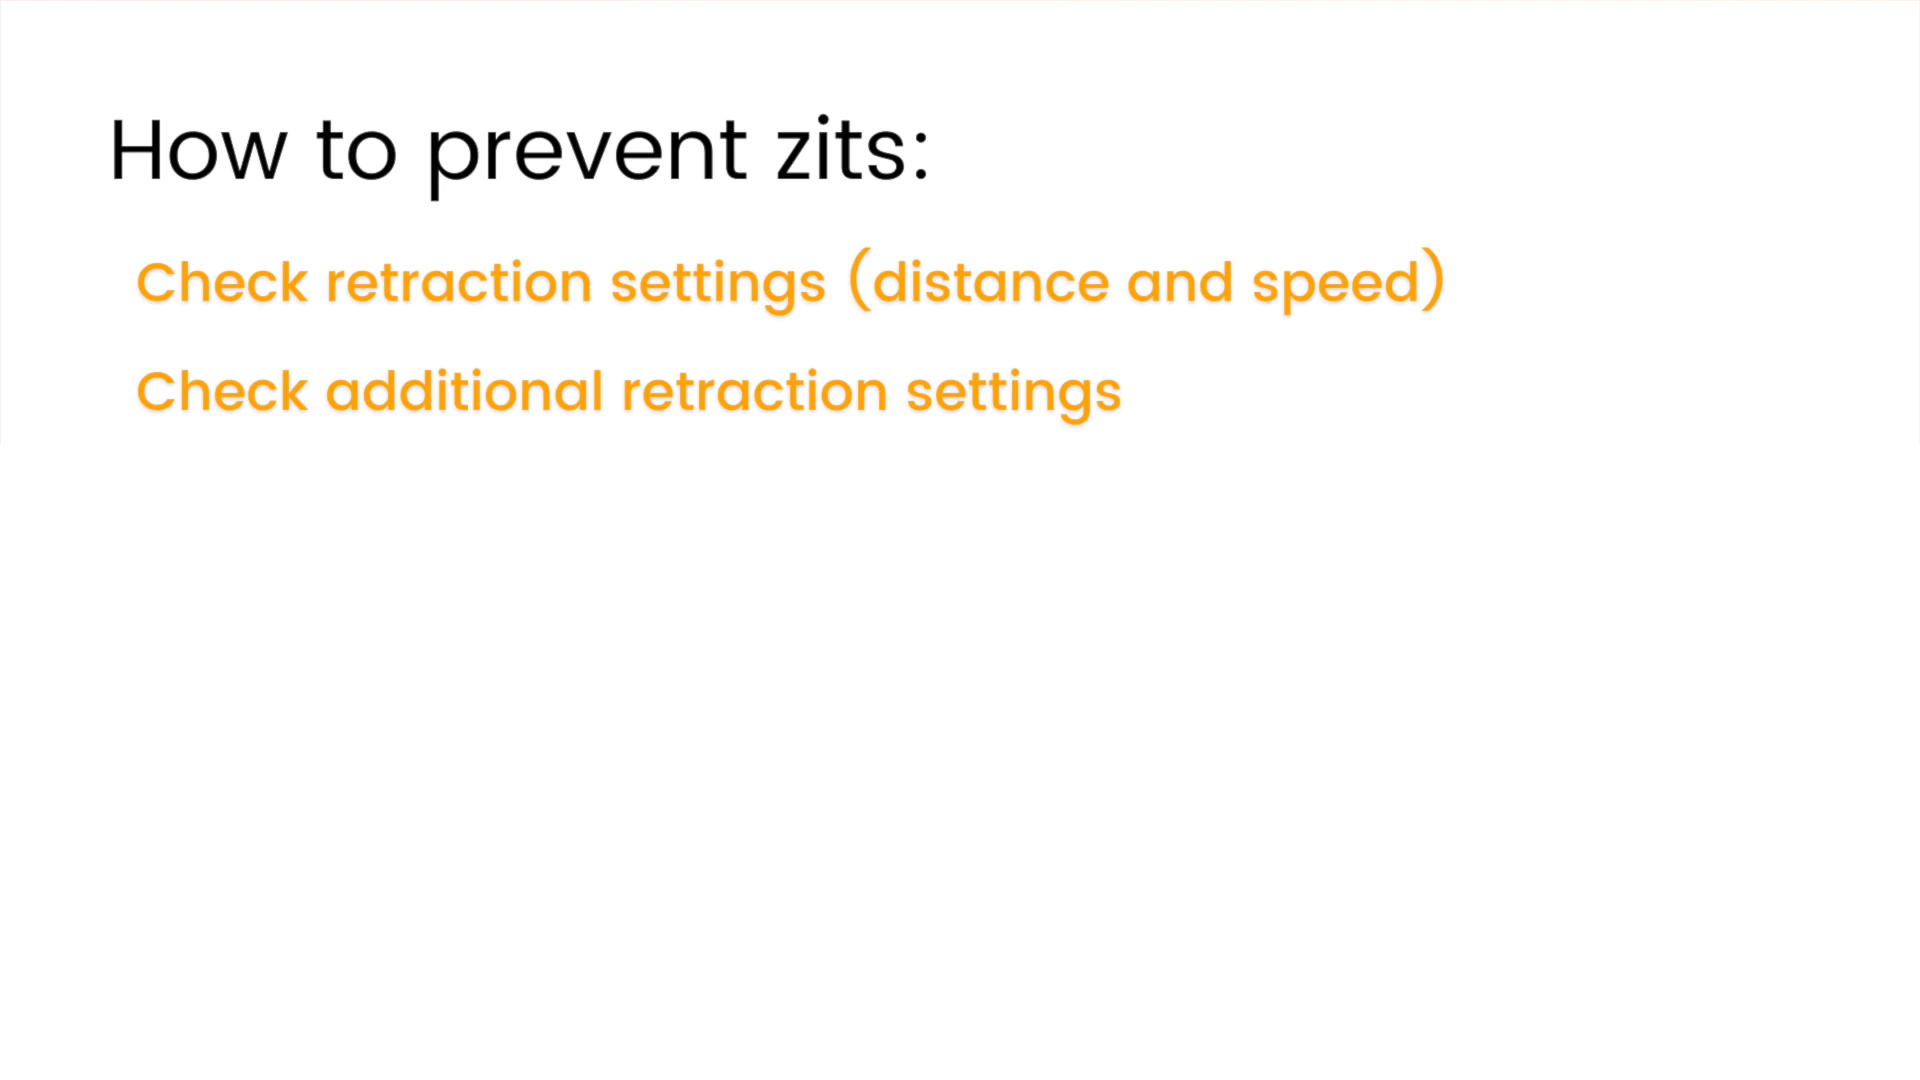 How to prevent zits:
Check retraction settings (distance and speed)
Check additional retraction settings